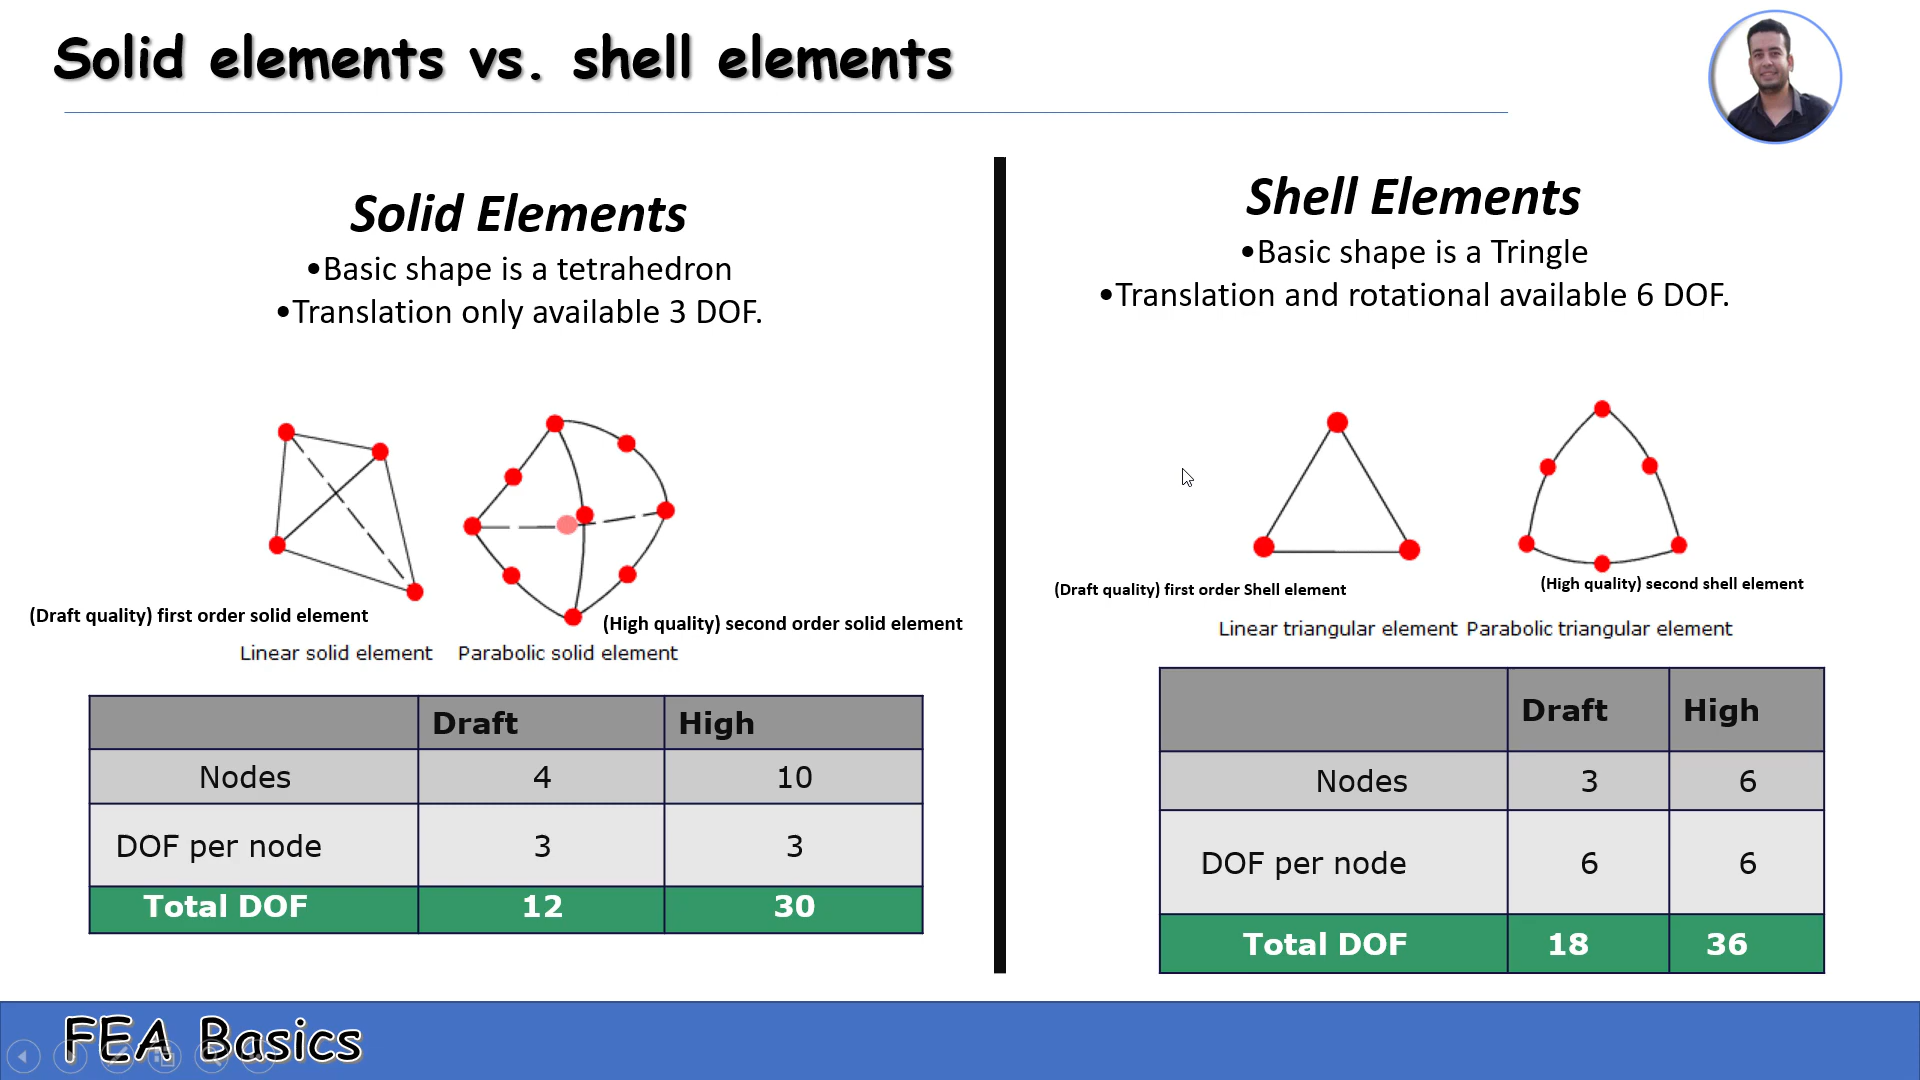 Solid elements vs. shell elements
Solid Elements
•Basic shape is a tetrahedron
•Translation only available 3 DOF.
(Draft quality) first order solid element
(High quality) second order solid element
Linear solid element
Parabolic solid element
Draft
High
Nodes
4
10
DOF per node
3
3
Total DOF
12
30
Shell Elements
•Basic shape is a Tringle
•Translation and rotational available 6 DOF.
(Draft quality) first order Shell element
(High quality) second shell element
Linear triangular element
Parabolic triangular element
Draft
High
Nodes
3
6
DOF per node
6
6
Total DOF
18
36
FEA Basics